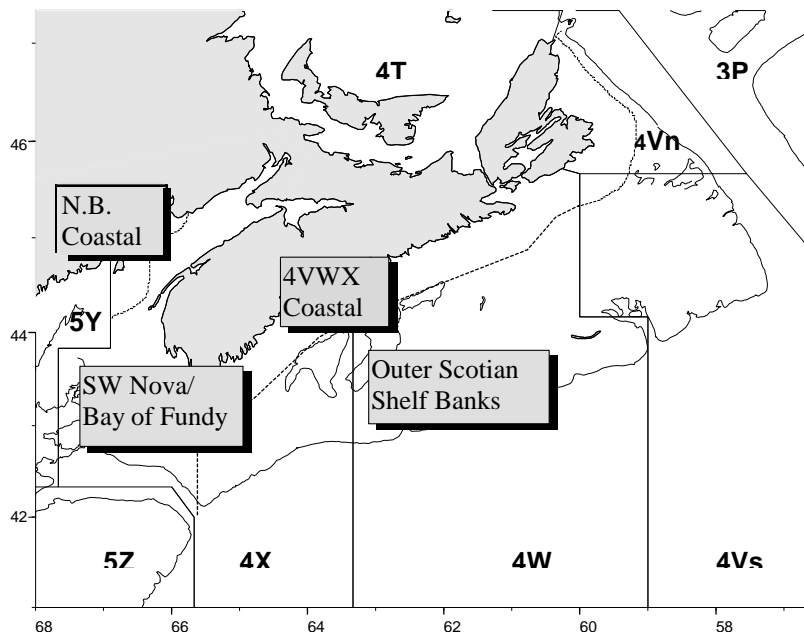 4T
3P
46
4Vn
N.B.
Coastal
4VWX
Coastal
44
5Y
SW Nova/
Bay of Fundy
Outer Scotian
Shelf Banks
42
5Z
4X
4W
4Vs
68
66
64
62
60
58